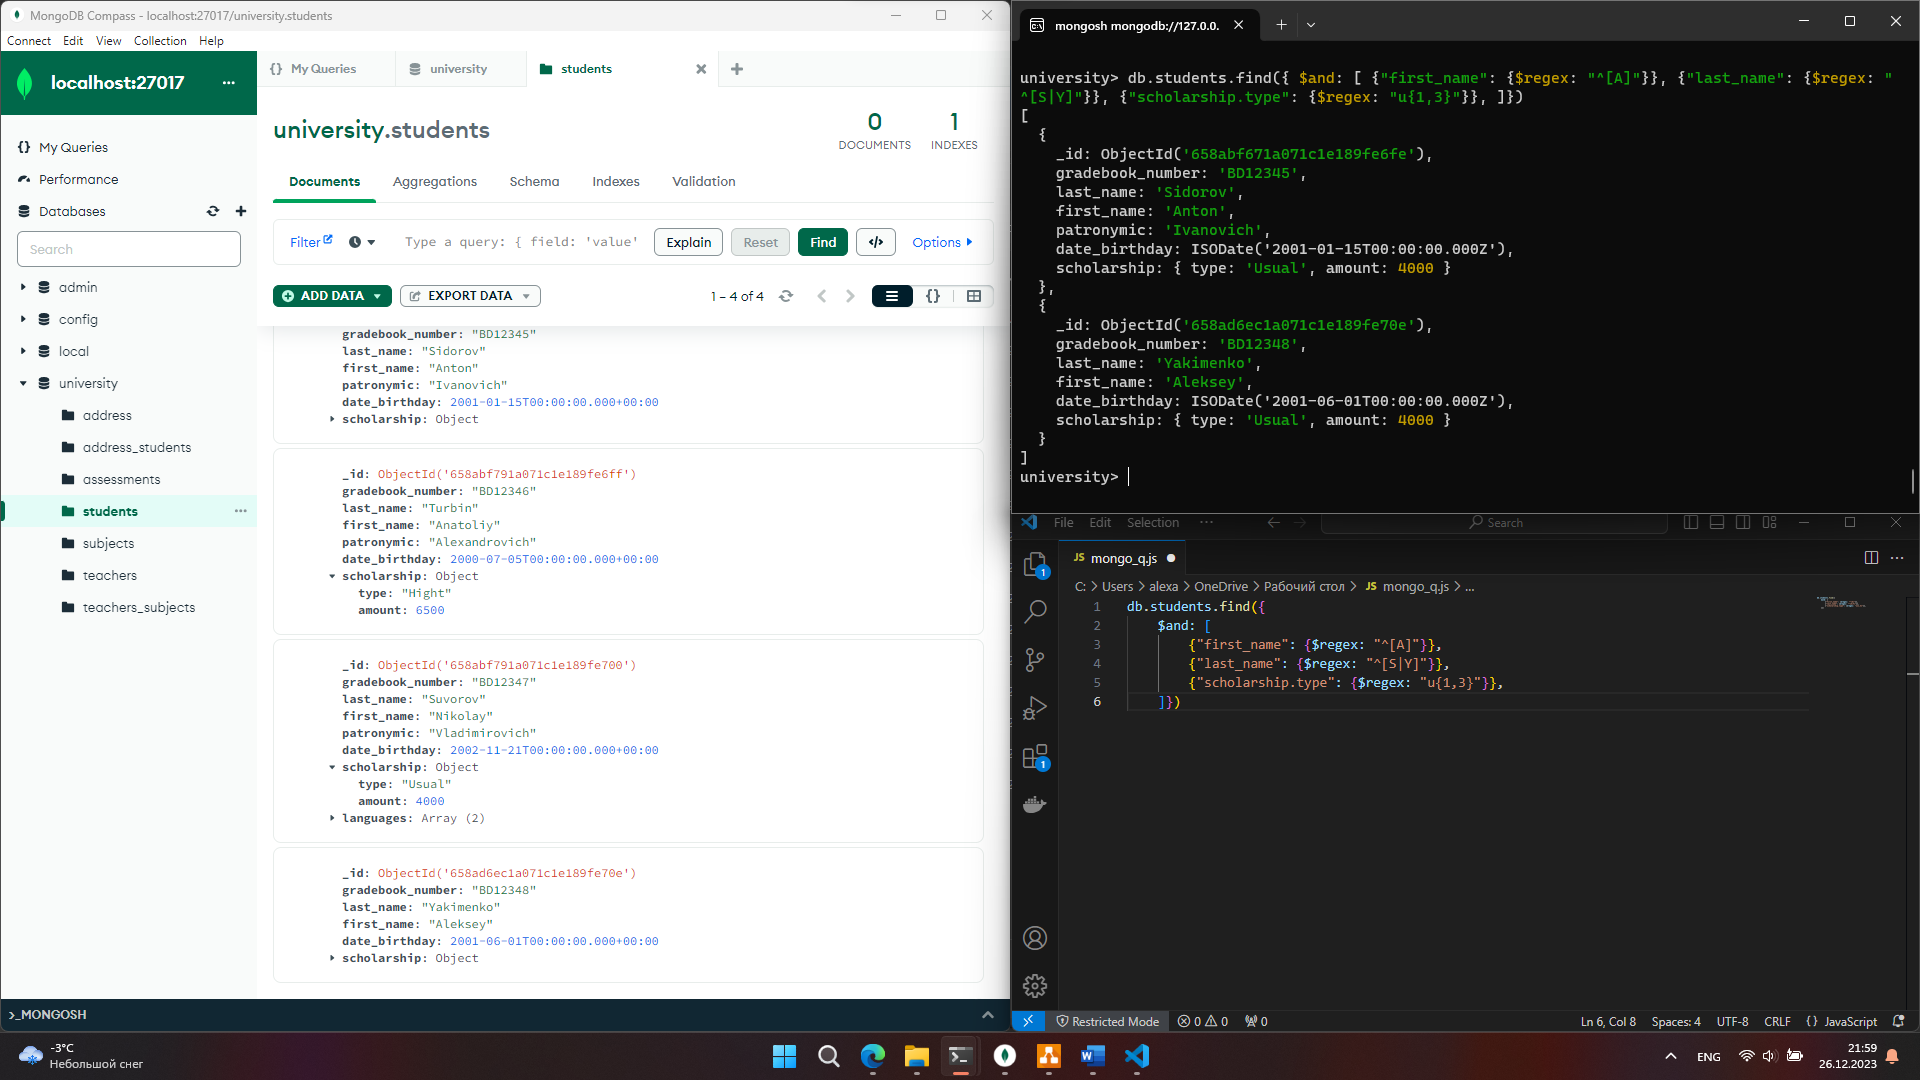 MongoDB Compass - localhost:27017/university.students
Connect Edit View Collection Help
localhost:27017
My Queries
Performance
Databases
Search
admin
config
local
university
address
address_students
assessments
students
subjects
teachers
teachers_subjects
{} My Queries
university
students
university.students
0
DOCUMENTS
1
INDEXES
Documents Aggregations Schema Indexes Validation
Filter
Type a query: { field: 'value'
Explain Reset Find </> Options
ADD DATA EXPORT DATA 1 – 4 of 4
gradebook_number: "BD12345"
last_name: "Sidorov"
first_name: "Anton"
patronymic: "Ivanovich"
date_birthday: 2001-01-15T00:00:00.000+00:00
scholarship: Object
_id: ObjectId('658abf791a071c1e189fe6ff')
gradebook_number: "BD12346"
last_name: "Turbin"
first_name: "Anatoliy"
patronymic: "Alexandrovich"
date_birthday: 2000-07-05T00:00:00.000+00:00
scholarship: Object
type: "Hight"
amount: 6500
_id: ObjectId('658abf791a071c1e189fe700')
gradebook_number: "BD12347"
last_name: "Suvorov"
first_name: "Nikolay"
patronymic: "Vladimirovich"
date_birthday: 2002-11-21T00:00:00.000+00:00
scholarship: Object
type: "Usual"
amount: 4000
languages: Array (2)
_id: ObjectId('658ad6ec1a071c1e189fe70e')
gradebook_number: "BD12348"
last_name: "Yakimenko"
first_name: "Aleksey"
date_birthday: 2001-06-01T00:00:00.000+00:00
scholarship: Object
>_MONGOSH
mongosh mongodb://127.0.0.
university> db.students.find({ $and: [ {"first_name": {$regex: "^[A]"}}, {"last_name": {$regex: "
^[S|Y]"}}, {"scholarship.type": {$regex: "u{1,3}"}}, ]})
[
{
_id: ObjectId('658abf671a071c1e189fe6fe'),
gradebook_number: 'BD12345',
last_name: 'Sidorov',
first_name: 'Anton',
patronymic: 'Ivanovich',
date_birthday: ISODate('2001-01-15T00:00:00.000Z'),
scholarship: { type: 'Usual', amount: 4000 }
},
{
_id: ObjectId('658ad6ec1a071c1e189fe70e'),
gradebook_number: 'BD12348',
last_name: 'Yakimenko',
first_name: 'Aleksey',
date_birthday: ISODate('2001-06-01T00:00:00.000Z'),
scholarship: { type: 'Usual', amount: 4000 }
}
]
university>
File Edit Selection ··· Search
JS mongo_q.js
C: > Users > alexa > OneDrive > Рабочий стол > JS mongo_q.js > ...
1 db.students.find({
2 $and: [
3 {"first_name": {$regex: "^[A]"}},
4 {"last_name": {$regex: "^[S|Y]"}},
5 {"scholarship.type": {$regex: "u{1,3}"}},
6 ]})
1
1
Restricted Mode 0 0 0 Ln 6, Col 8 Spaces: 4 UTF-8 CRLF {} JavaScript
-3°C
Небольшой снег
ENG
21:59
26.12.2023